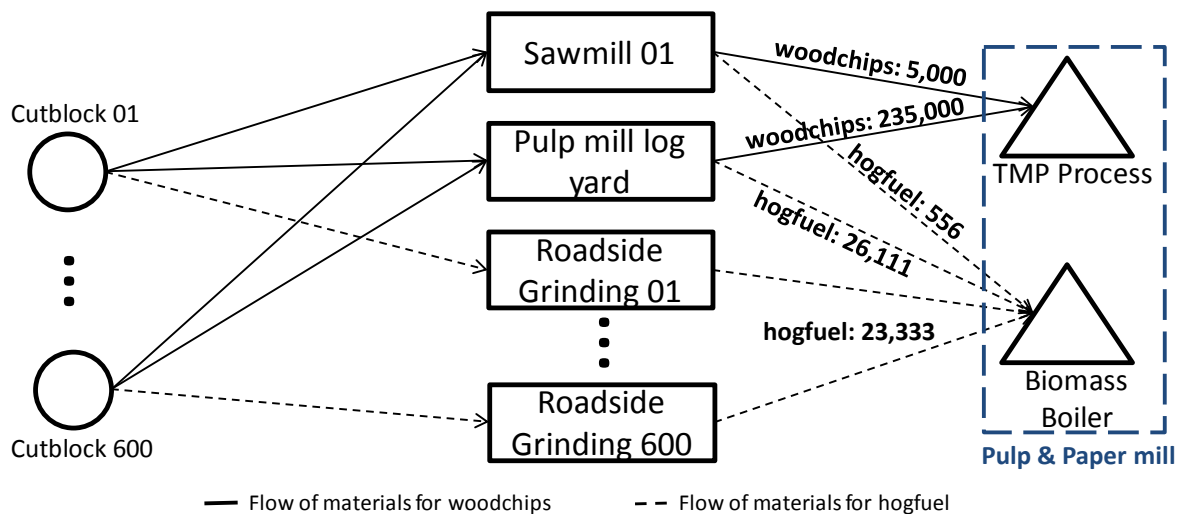 Cutblock 01
Cutblock 600
Sawmill 01
Pulp mill log
yard
Roadside
Grinding 01
Roadside
Grinding 600
woodchips: 5,000
woodchips: 235,000
hogfuel: 556
hogfuel: 26,111
hogfuel: 23,333
TMP Process
Biomass
Boiler
Pulp & Paper mill
Flow of materials for woodchips
Flow of materials for hogfuel